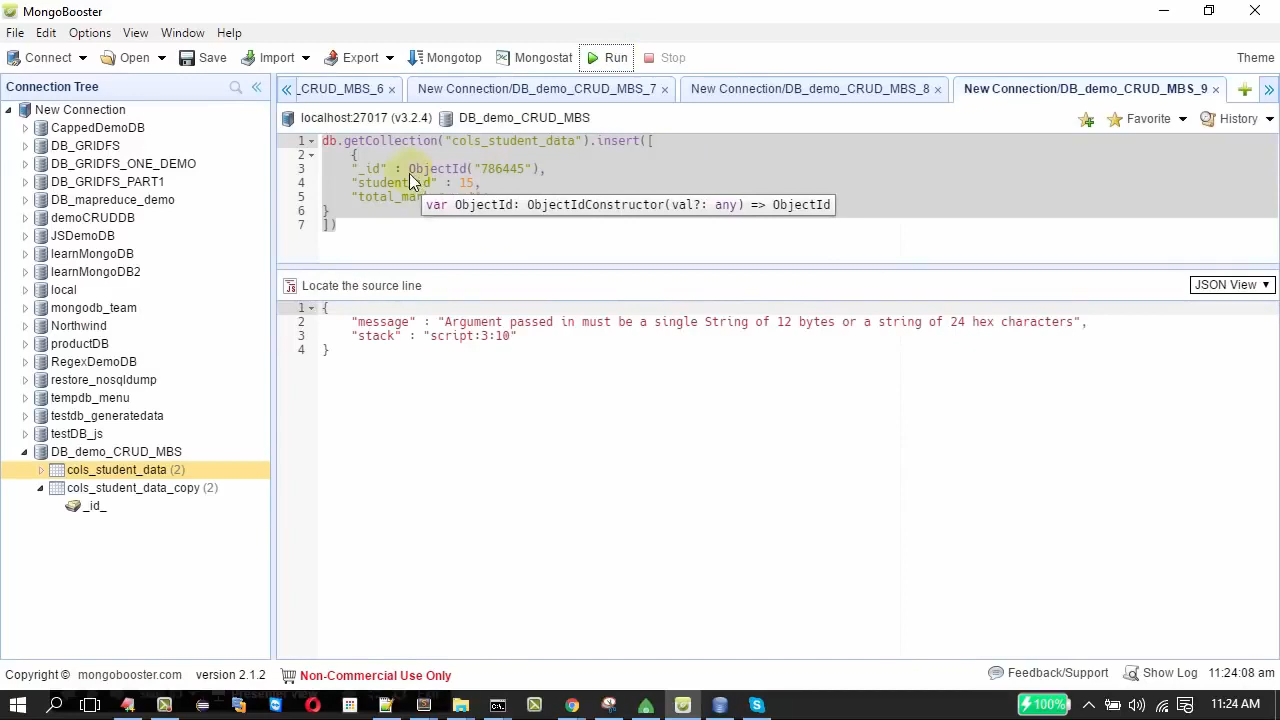 MongoBooster
File Edit Options View Window Help
Connect Open Save Import Export Mongotop Mongostat Run Stop Theme
Connection Tree
_CRUD_MBS_6 × New Connection/DB_demo_CRUD_MBS_7 × New Connection/DB_demo_CRUD_MBS_8 × New Connection/DB_demo_CRUD_MBS_9 ×
localhost:27017 (v3.2.4) DB_demo_CRUD_MBS Favorite History
New Connection
CappedDemoDB
DB_GRIDFS
DB_GRIDFS_ONE_DEMO
DB_GRIDFS_PART1
DB_mapreduce_demo
demoCRUDDB
JSDemoDB
learnMongoDB
learnMongoDB2
local
mongodb_team
Northwind
productDB
RegexDemoDB
restore_nosqldump
tempdb_menu
testdb_generatedata
testDB_js
DB_demo_CRUD_MBS
cols_student_data (2)
cols_student_data_copy (2)
_id_
1 db.getCollection("cols_student_data").insert([
2 {
3 "_id" : ObjectId("786445"),
4 "student_id" : 15,
5 "total_mar
var ObjectId: ObjectIdConstructor(val?: any) => ObjectId
6 }
7 ])
Locate the source line JSON View
1 {
2 "message" : "Argument passed in must be a single String of 12 bytes or a string of 24 hex characters",
3 "stack" : "script:3:10"
4 }
Copyright © mongobooster.com version 2.1.2 Non-Commercial Use Only Feedback/Support Show Log 11:24:08 am
100% 11:24 AM